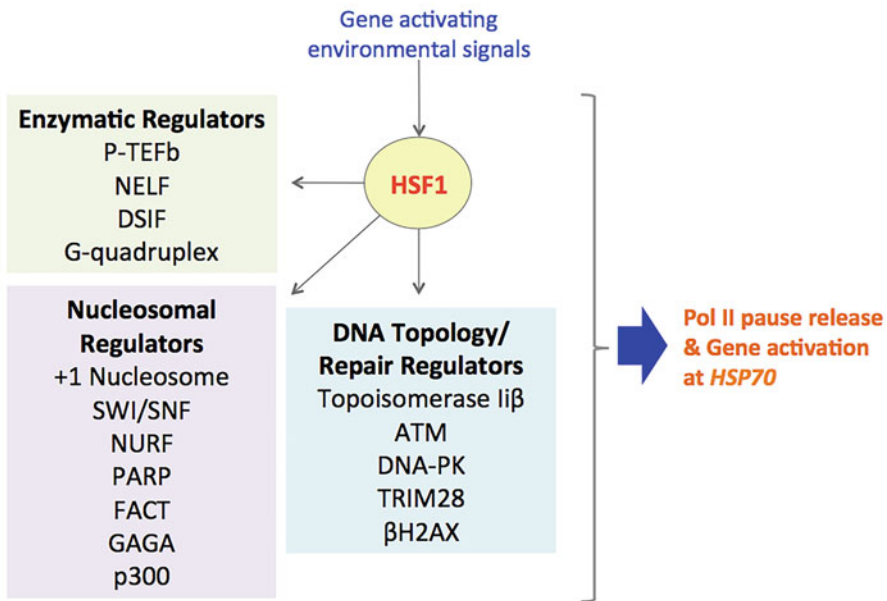 Gene activating
environmental signals
HSF1
Enzymatic Regulators
P-TEFb
NELF
DSIF
G-quadruplex
Nucleosomal
Regulators
+1 Nucleosome
SWI/SNF
NURF
PARP
FACT
GAGA
p300
DNA Topology/
Repair Regulators
Topoisomerase Iiβ
ATM
DNA-PK
TRIM28
βH2AX
Pol II pause release
& Gene activation
at HSP70